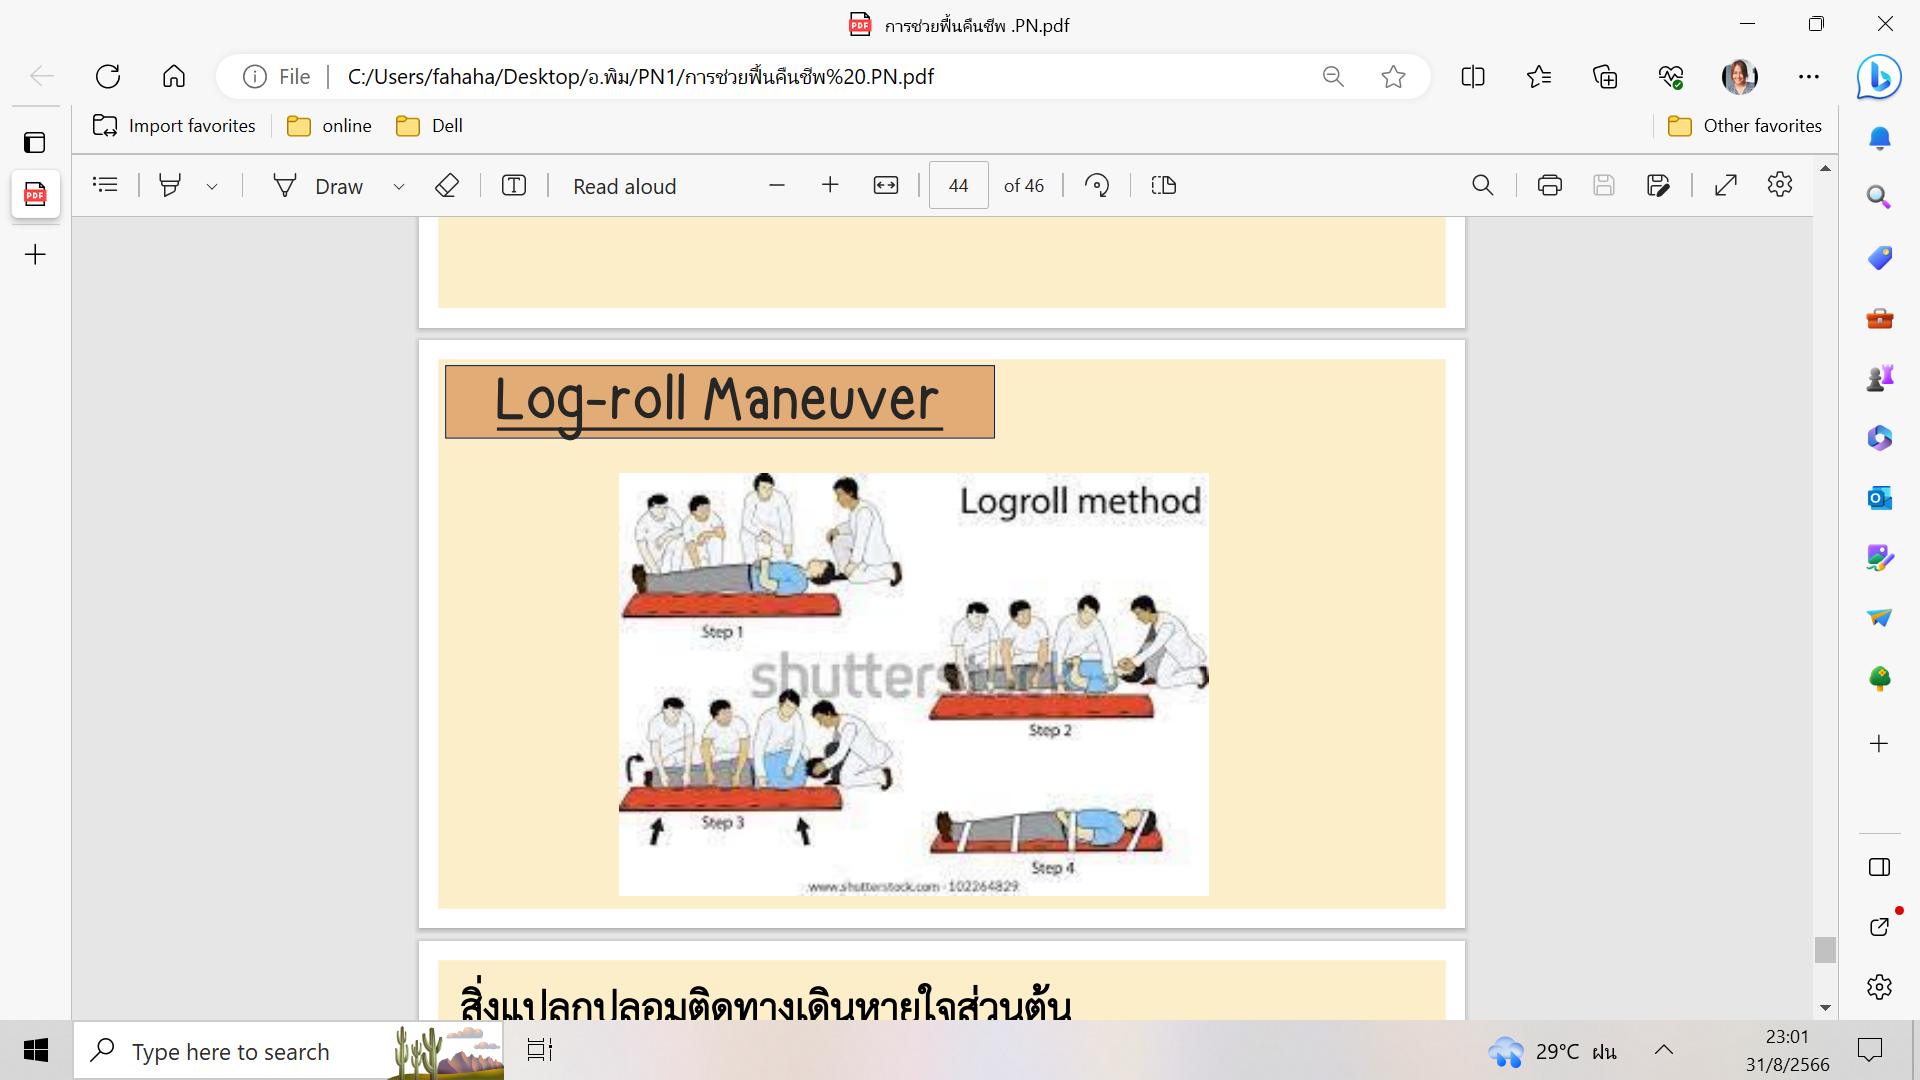 การช่วยฟื้นคืนชีพ .PN.pdf
File
C:/Users/fahaha/Desktop/อ.พิม/PN1/การช่วยฟื้นคืนชีพ%20.PN.pdf
Import favorites
online
Dell
Other favorites
Draw
Read aloud
44
of 46
Log-roll Maneuver
Logroll method
Step 1
Step 2
shutterstock
Step 3
Step 4
www.shutterstock.com · 102264829
สิ่งแปลกปลอมติดทางเดินหายใจส่วนต้น
Type here to search
29°C ฝน
23:01
31/8/2566